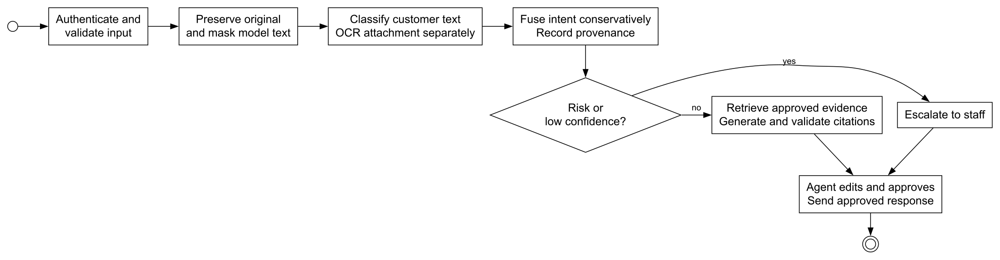 Authenticate and
validate input
Preserve original
and mask model text
Classify customer text
OCR attachment separately
Fuse intent conservatively
Record provenance
yes
Risk or
low confidence?
no
Retrieve approved evidence
Generate and validate citations
Escalate to staff
Agent edits and approves
Send approved response